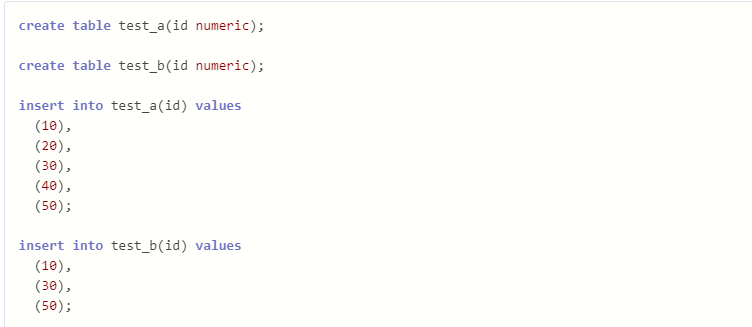 create table test_a(id numeric);
create table test_b(id numeric);
insert into test_a(id) values
(10),
(20),
(30),
(40),
(50);
insert into test_b(id) values
(10),
(30),
(50);